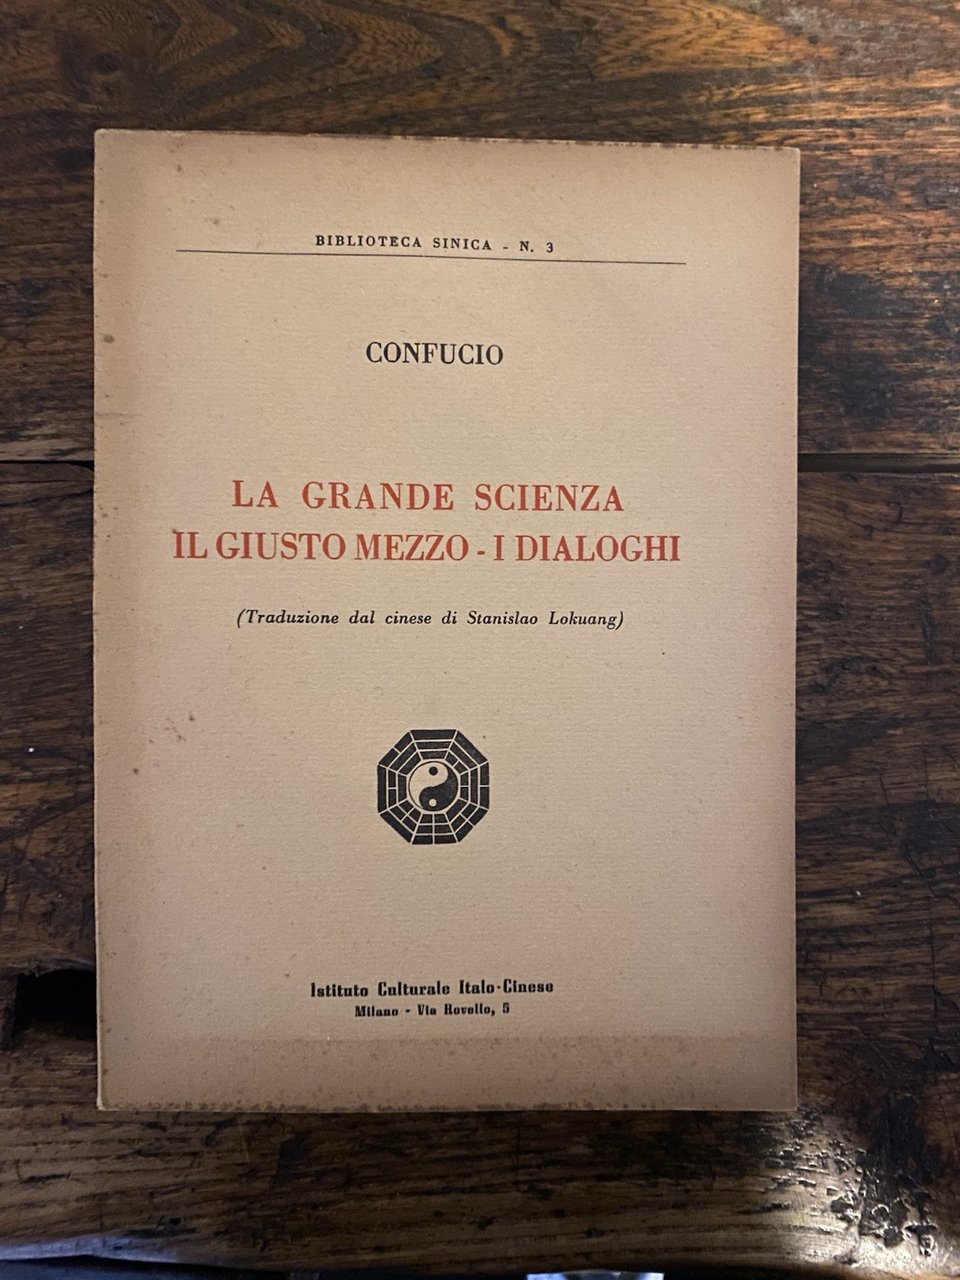 BIBLIOTECA SINICA - N. 3
CONFUCIO
LA GRANDE SCIENZA
IL GIUSTO MEZZO - I DIALOGHI
(Traduzione dal cinese di Stanislao Lokuang)
Istituto Culturale Italo-Cinese
Milano - Via Rovello, 5